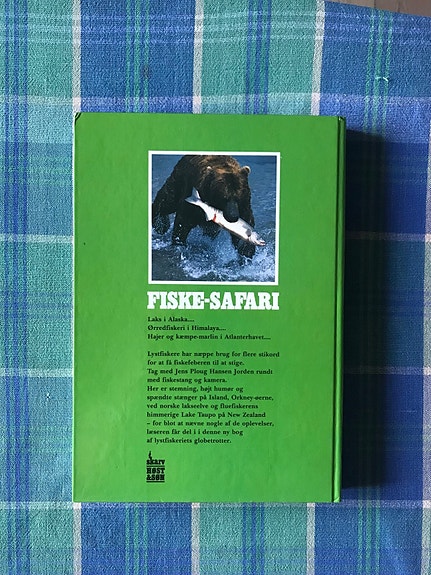 FISKE-SAFARI
Laks i Alaska....
Ørredfiskeri i Himalaya....
Hajer og kæmpe-marlin i Atlanterhavet....
Lystfiskere har næppe brug for flere stikord
for at få fiskefeberen til at stige.
Tag med Jens Ploug Hansen Jorden rundt
med fiskestang og kamera.
Her er stemning, højt humør og
spændte stænger på Island, Orkney-øerne,
ved norske lakseelve og fluefiskerens
himmerige Lake Taupo på New Zealand
– for blot at nævne nogle af de oplevelser,
læseren får del i i denne ny bog
af lystfiskeriets globetrotter.
skarv
HØST
&SØN